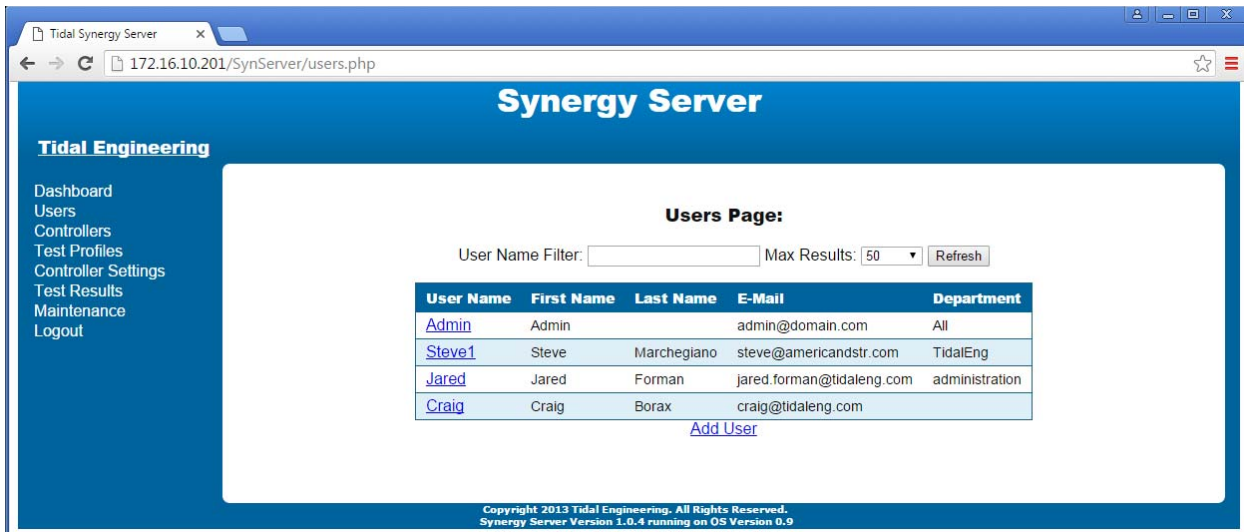 Tidal Synergy Server
172.16.10.201/SynServer/users.php
Synergy Server
Tidal Engineering
Dashboard
Users
Controllers
Test Profiles
Controller Settings
Test Results
Maintenance
Logout
Users Page:
User Name Filter: Max Results: 50 Refresh
User Name First Name Last Name E-Mail Department
Admin Admin admin@domain.com All
Steve1 Steve Marchegiano steve@americandstr.com TidalEng
Jared Jared Forman jared.forman@tidaleng.com administration
Craig Craig Borax craig@tidaleng.com
Add User
Copyright 2013 Tidal Engineering. All Rights Reserved.
Synergy Server Version 1.0.4 running on OS Version 0.9